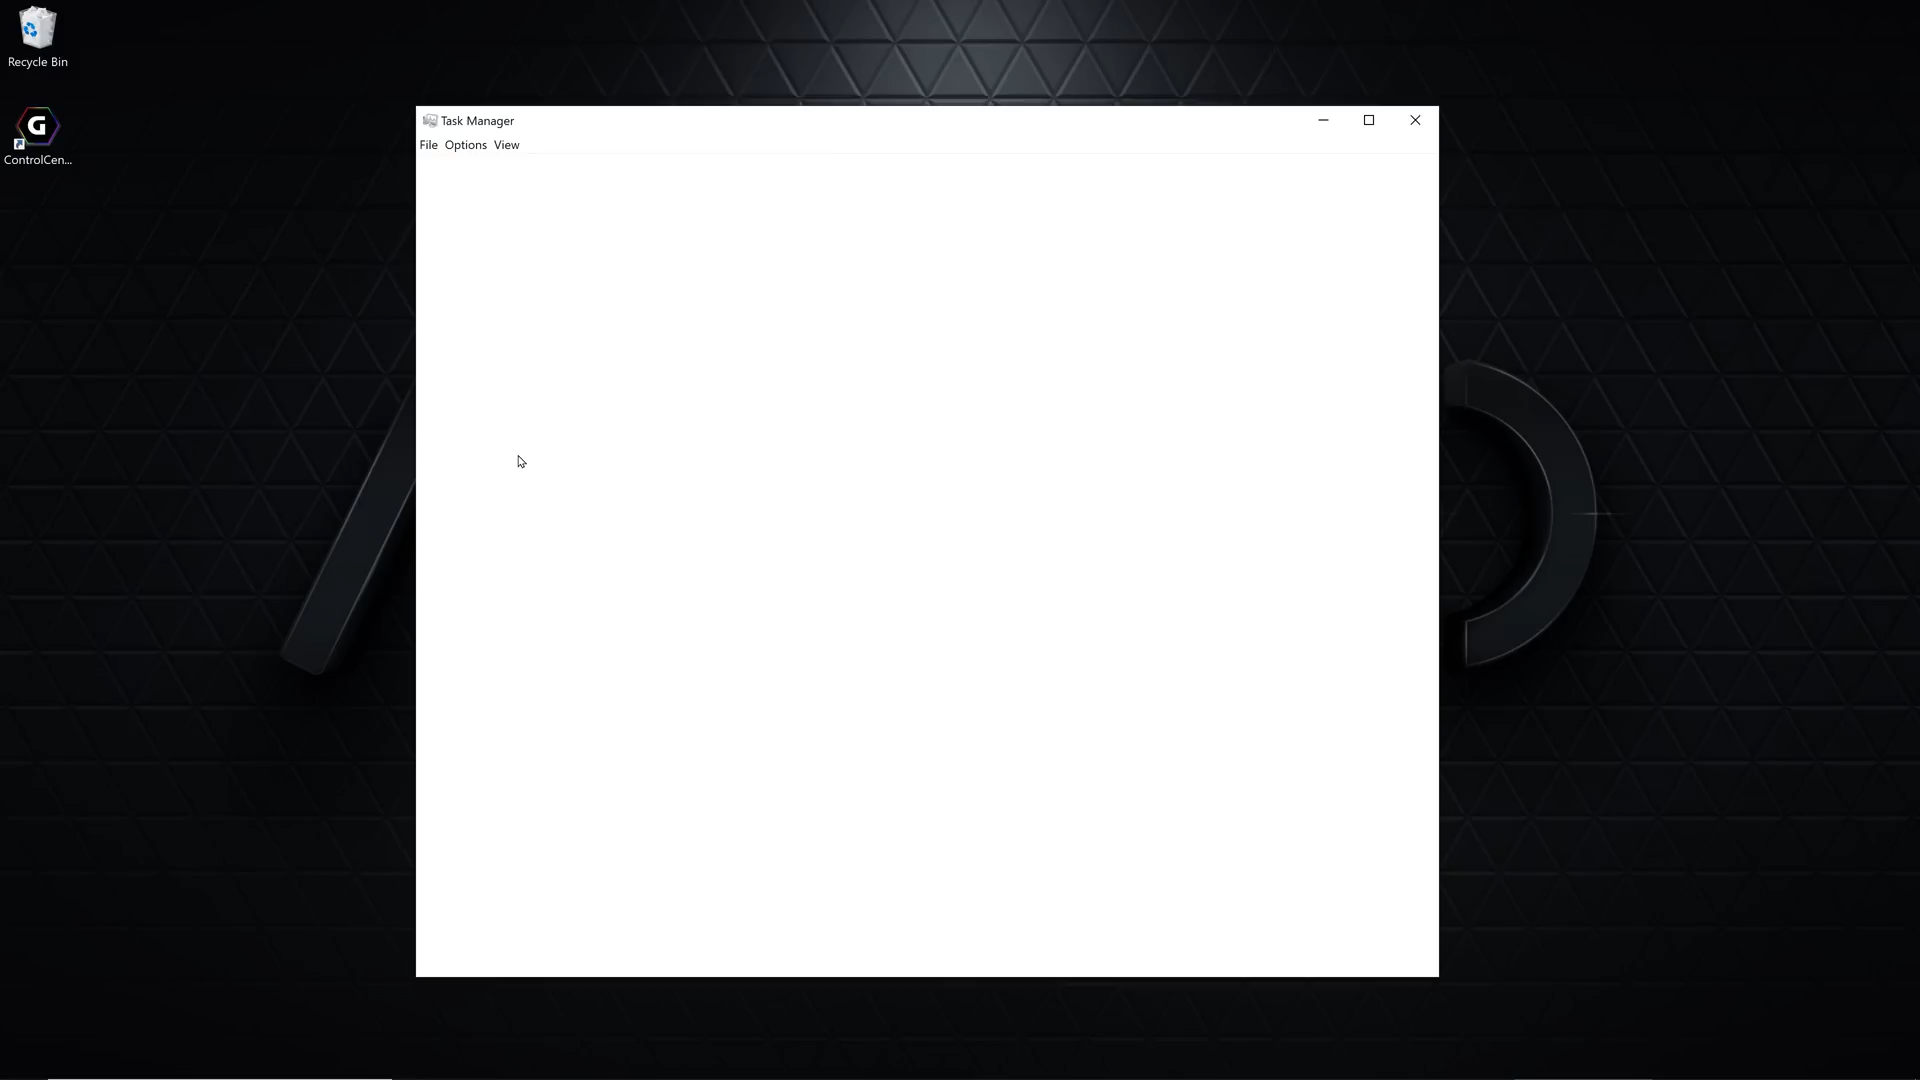 Recycle Bin
G
ControlCen...
Task Manager
File Options View